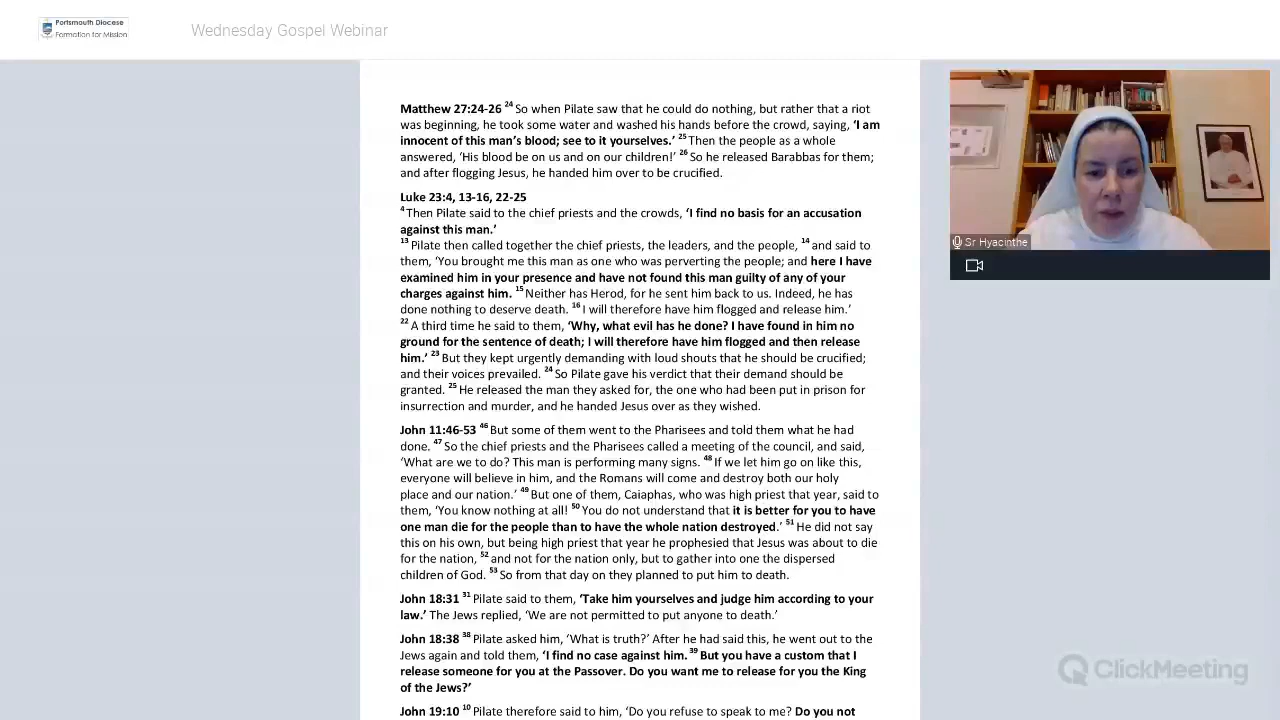 Portsmouth Diocese
Formation for Mission
Wednesday Gospel Webinar
Matthew 27:24-26 24 So when Pilate saw that he could do nothing, but rather that a riot
was beginning, he took some water and washed his hands before the crowd, saying, ‘I am
innocent of this man’s blood; see to it yourselves.’ 25 Then the people as a whole
answered, ‘His blood be on us and on our children!’ 26 So he released Barabbas for them;
and after flogging Jesus, he handed him over to be crucified.
Luke 23:4, 13-16, 22-25
4 Then Pilate said to the chief priests and the crowds, ‘I find no basis for an accusation
against this man.’
13 Pilate then called together the chief priests, the leaders, and the people, 14 and said to
them, ‘You brought me this man as one who was perverting the people; and here I have
examined him in your presence and have not found this man guilty of any of your
charges against him. 15 Neither has Herod, for he sent him back to us. Indeed, he has
done nothing to deserve death. 16 I will therefore have him flogged and release him.’
22 A third time he said to them, ‘Why, what evil has he done? I have found in him no
ground for the sentence of death; I will therefore have him flogged and then release
him.’ 23 But they kept urgently demanding with loud shouts that he should be crucified;
and their voices prevailed. 24 So Pilate gave his verdict that their demand should be
granted. 25 He released the man they asked for, the one who had been put in prison for
insurrection and murder, and he handed Jesus over as they wished.
John 11:46-53 46 But some of them went to the Pharisees and told them what he had
done. 47 So the chief priests and the Pharisees called a meeting of the council, and said,
‘What are we to do? This man is performing many signs. 48 If we let him go on like this,
everyone will believe in him, and the Romans will come and destroy both our holy
place and our nation.’ 49 But one of them, Caiaphas, who was high priest that year, said to
them, ‘You know nothing at all! 50 You do not understand that it is better for you to have
one man die for the people than to have the whole nation destroyed.’ 51 He did not say
this on his own, but being high priest that year he prophesied that Jesus was about to die
for the nation, 52 and not for the nation only, but to gather into one the dispersed
children of God. 53 So from that day on they planned to put him to death.
John 18:31 31 Pilate said to them, ‘Take him yourselves and judge him according to your
law.’ The Jews replied, ‘We are not permitted to put anyone to death.’
John 18:38 38 Pilate asked him, ‘What is truth?’ After he had said this, he went out to the
Jews again and told them, ‘I find no case against him. 39 But you have a custom that I
release someone for you at the Passover. Do you want me to release for you the King
of the Jews?’
John 19:10 10 Pilate therefore said to him, ‘Do you refuse to speak to me? Do you not
Sr Hyacinthe
ClickMeeting